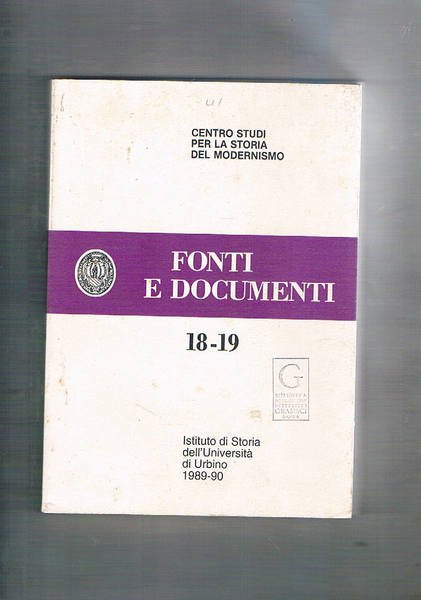 CENTRO STUDI
PER LA STORIA
DEL MODERNISMO
FONTI
E DOCUMENTI
18-19
G
GRAMSCI
Istituto di Storia
dell'Università
di Urbino
1989-90